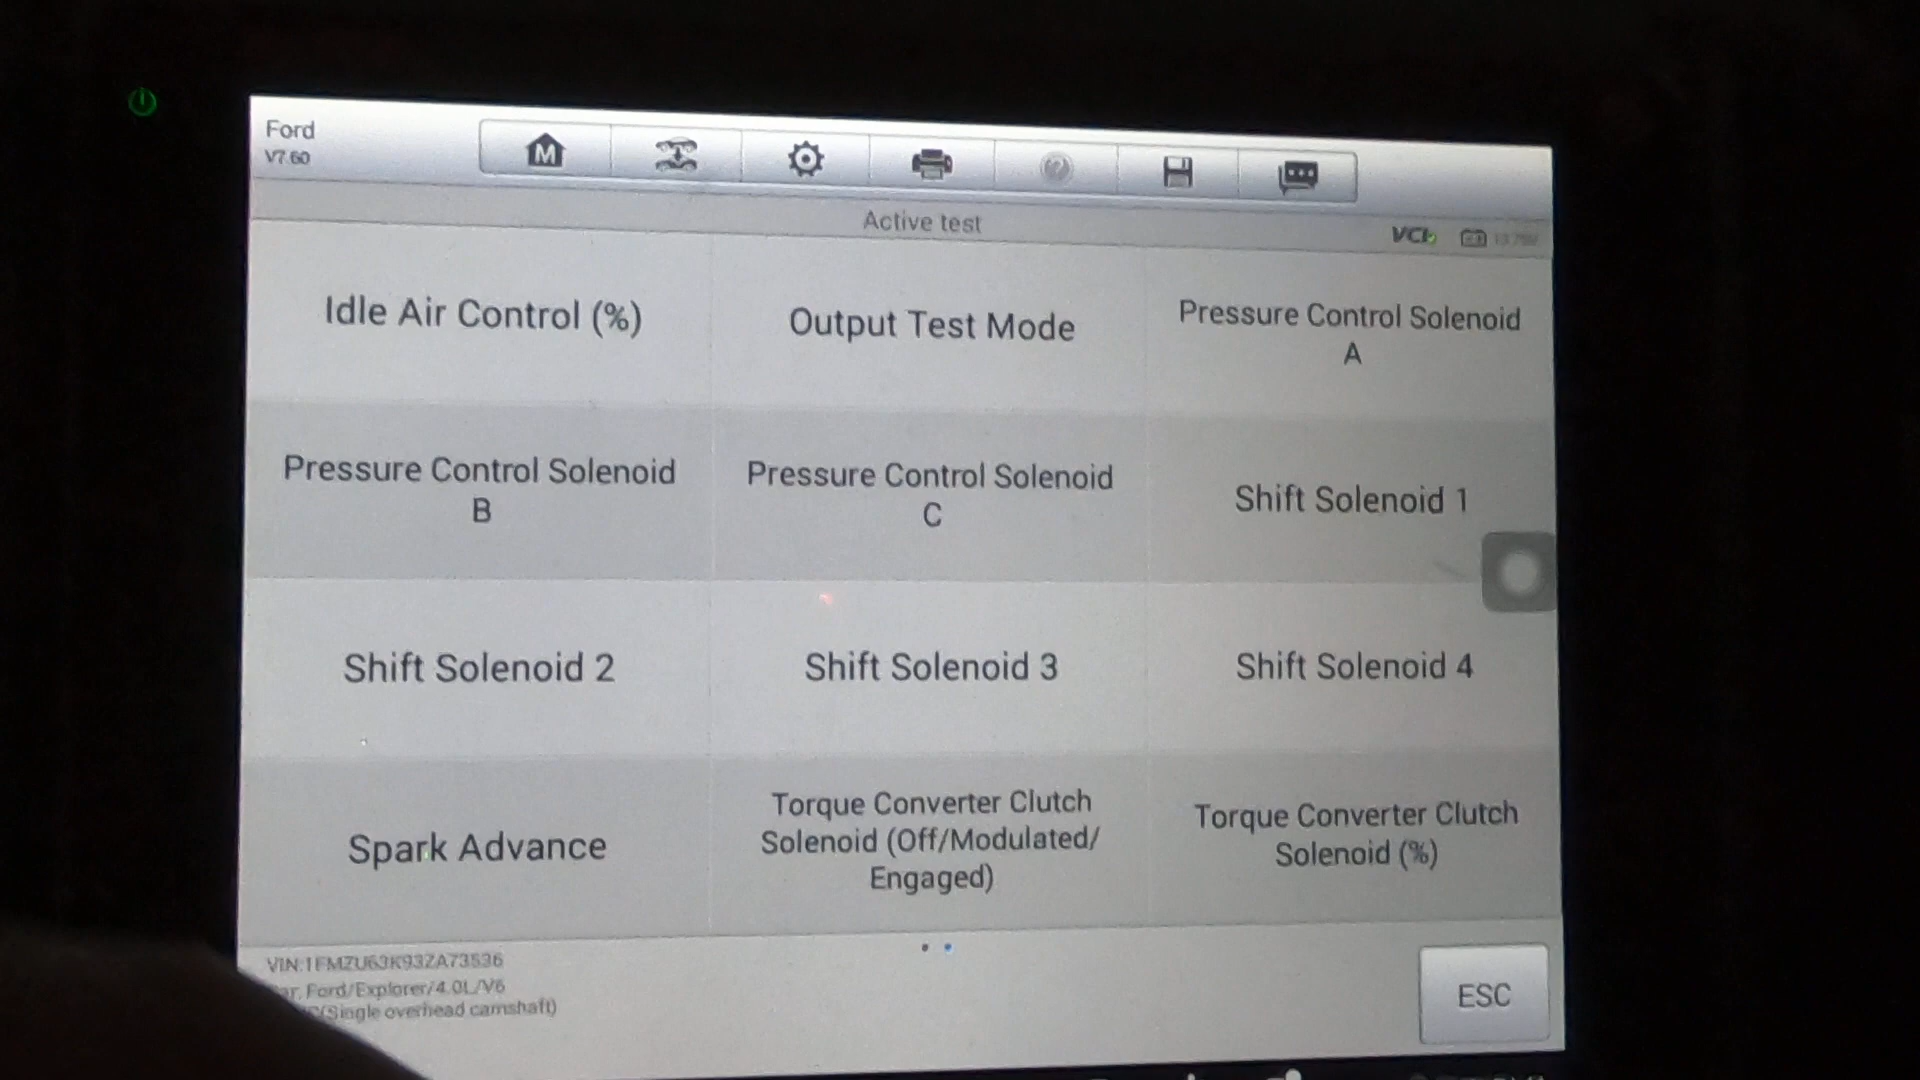 Ford
V7.60
M
Active test
VCI
Idle Air Control (%)
Output Test Mode
Pressure Control Solenoid
A
Pressure Control Solenoid
B
Pressure Control Solenoid
C
Shift Solenoid 1
Shift Solenoid 2
Shift Solenoid 3
Shift Solenoid 4
Spark Advance
Torque Converter Clutch
Solenoid (Off/Modulated/
Engaged)
Torque Converter Clutch
Solenoid (%)
VIN:1FMZU63K93ZA73536
Ford/Explorer/4.0L/V6
(Single overhead camshaft)
ESC